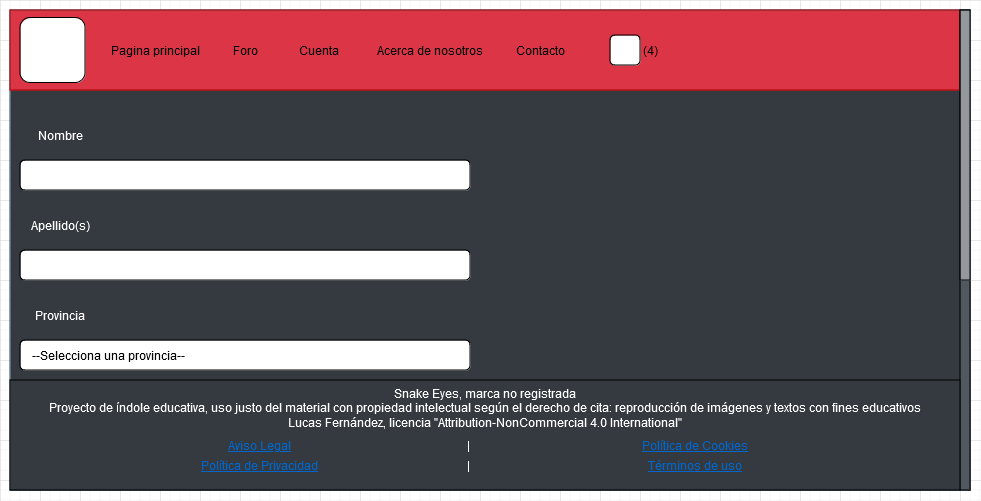 Pagina principal Foro Cuenta Acerca de nosotros Contacto (4)
Nombre
Apellido(s)
Provincia
--Selecciona una provincia--
Snake Eyes, marca no registrada
Proyecto de índole educativa, uso justo del material con propiedad intelectual según el derecho de cita: reproducción de imágenes y textos con fines educativos
Lucas Fernández, licencia "Attribution-NonCommercial 4.0 International"
Aviso Legal | Política de Cookies
Política de Privacidad | Términos de uso